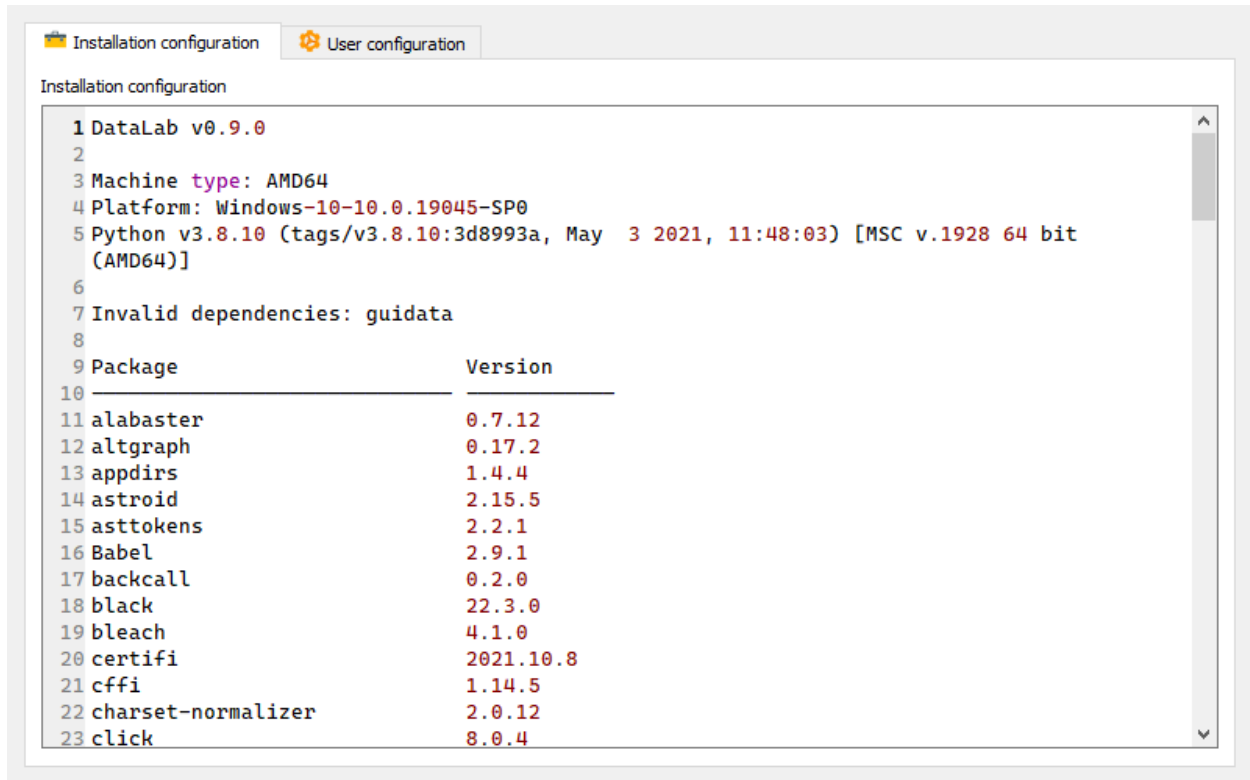 Installation configuration User configuration
Installation configuration
1 DataLab v0.9.0
2
3 Machine type: AMD64
4 Platform: Windows-10-10.0.19045-SP0
5 Python v3.8.10 (tags/v3.8.10:3d8993a, May  3 2021, 11:48:03) [MSC v.1928 64 bit
(AMD64)]
6
7 Invalid dependencies: guidata
8
9 Package Version
10
11 alabaster 0.7.12
12 altgraph 0.17.2
13 appdirs 1.4.4
14 astroid 2.15.5
15 asttokens 2.2.1
16 Babel 2.9.1
17 backcall 0.2.0
18 black 22.3.0
19 bleach 4.1.0
20 certifi 2021.10.8
21 cffi 1.14.5
22 charset-normalizer 2.0.12
23 click 8.0.4